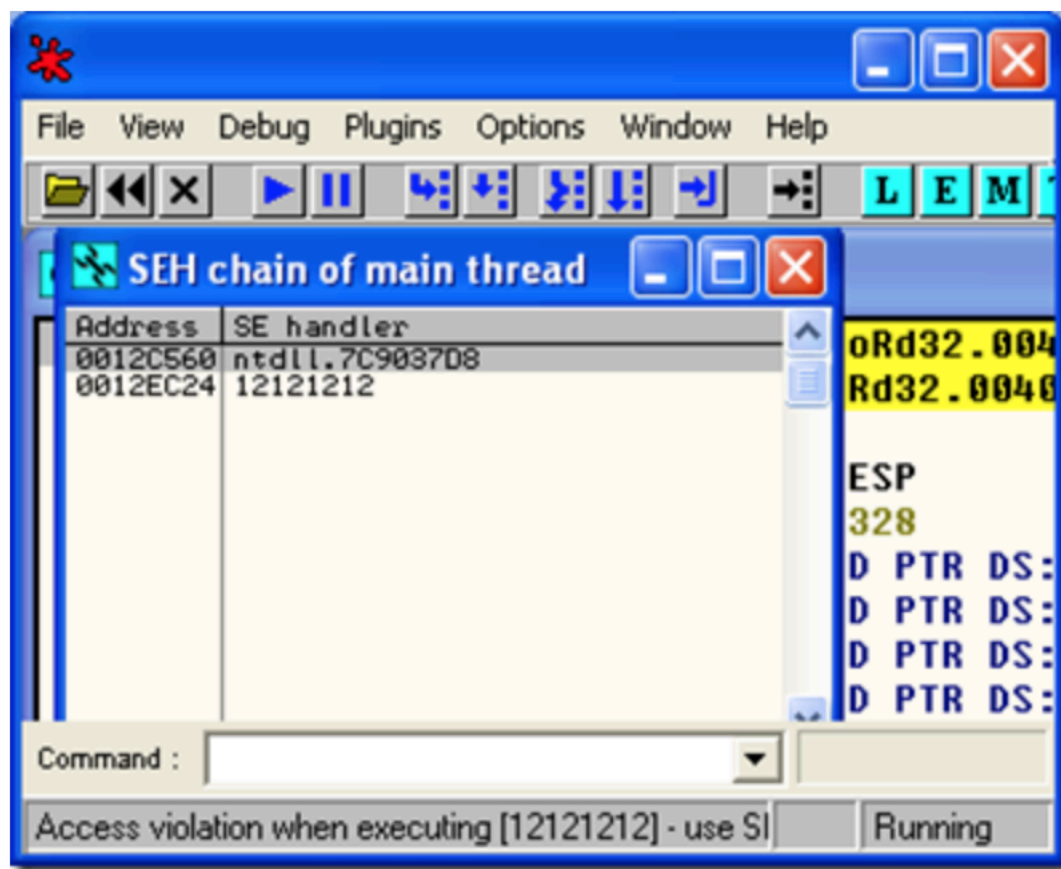 File View Debug Plugins Options Window Help
L E M
SEH chain of main thread
Address SE handler
0012C560 ntdll.7C9037D8
0012EC24 12121212
oRd32.004
Rd32.0040
ESP
328
D PTR DS:
D PTR DS:
D PTR DS:
D PTR DS:
Command :
Access violation when executing [12121212] - use SI
Running